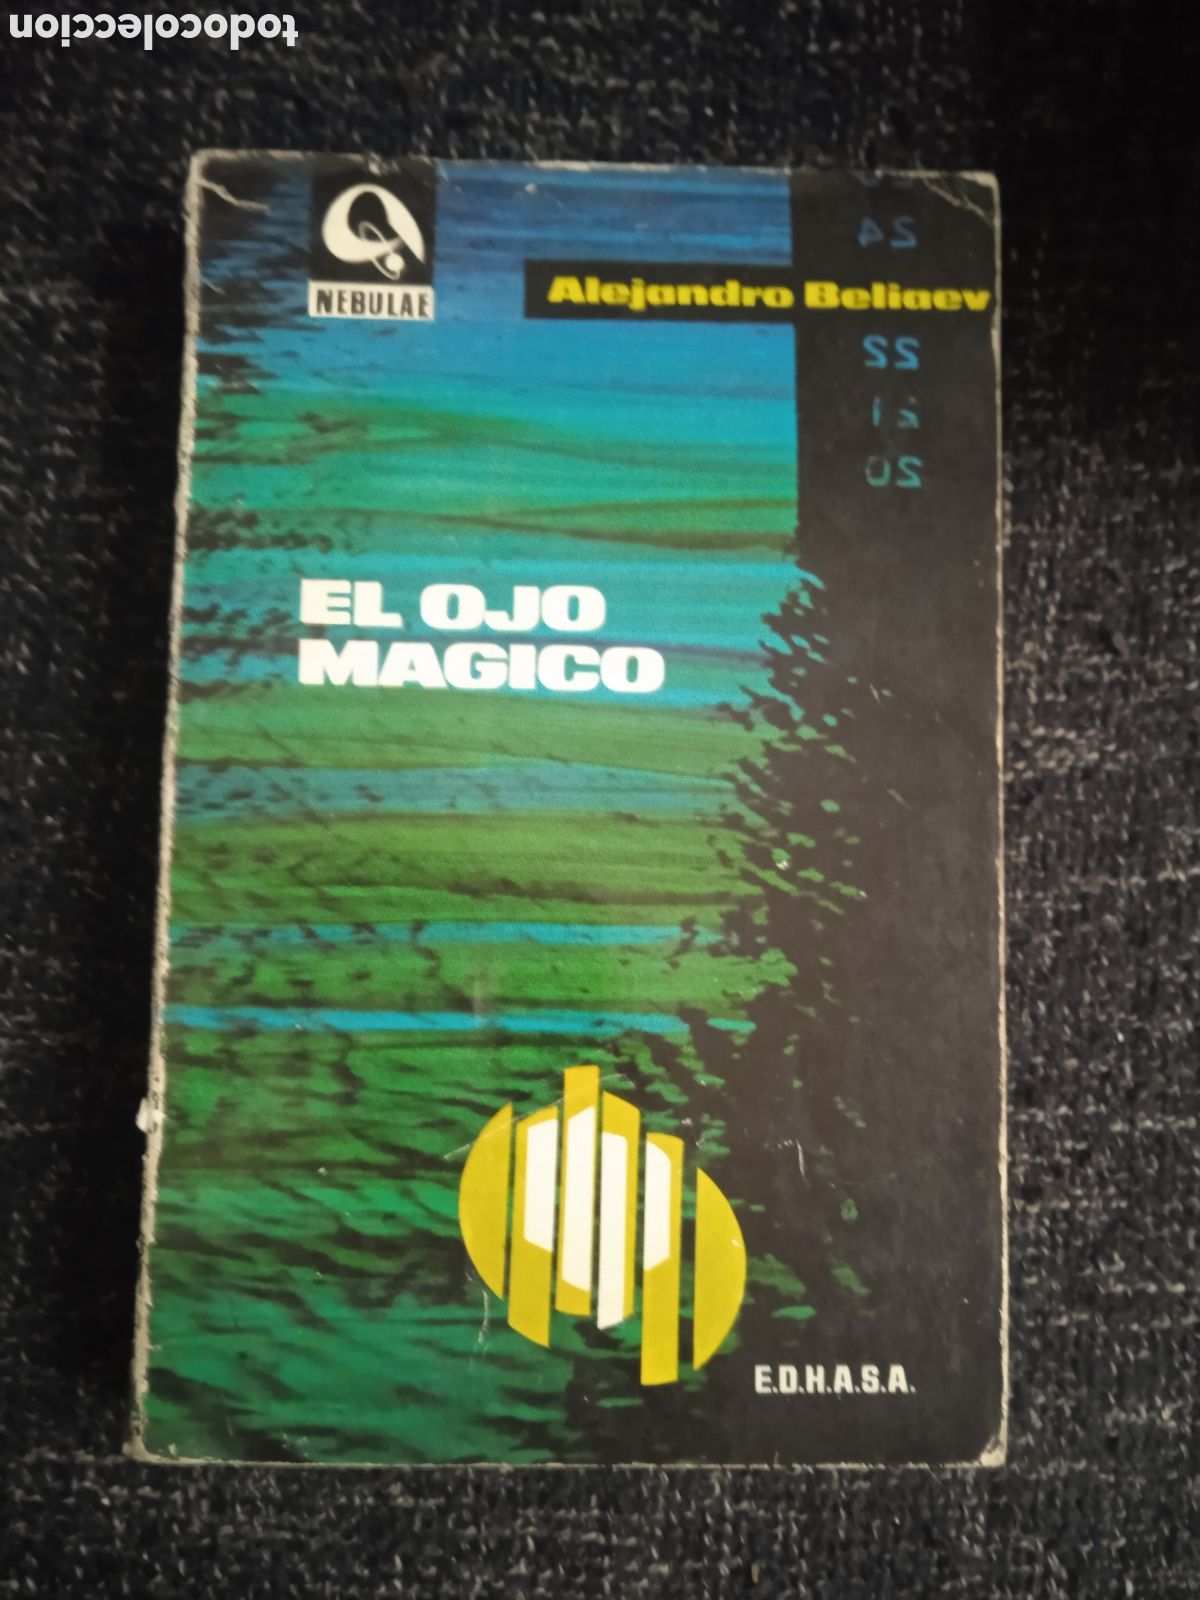 todocoleccion
24
NEBULAE
Alejandro Beliaev
22
21
20
EL OJO
MAGICO
E.D.H.A.S.A.